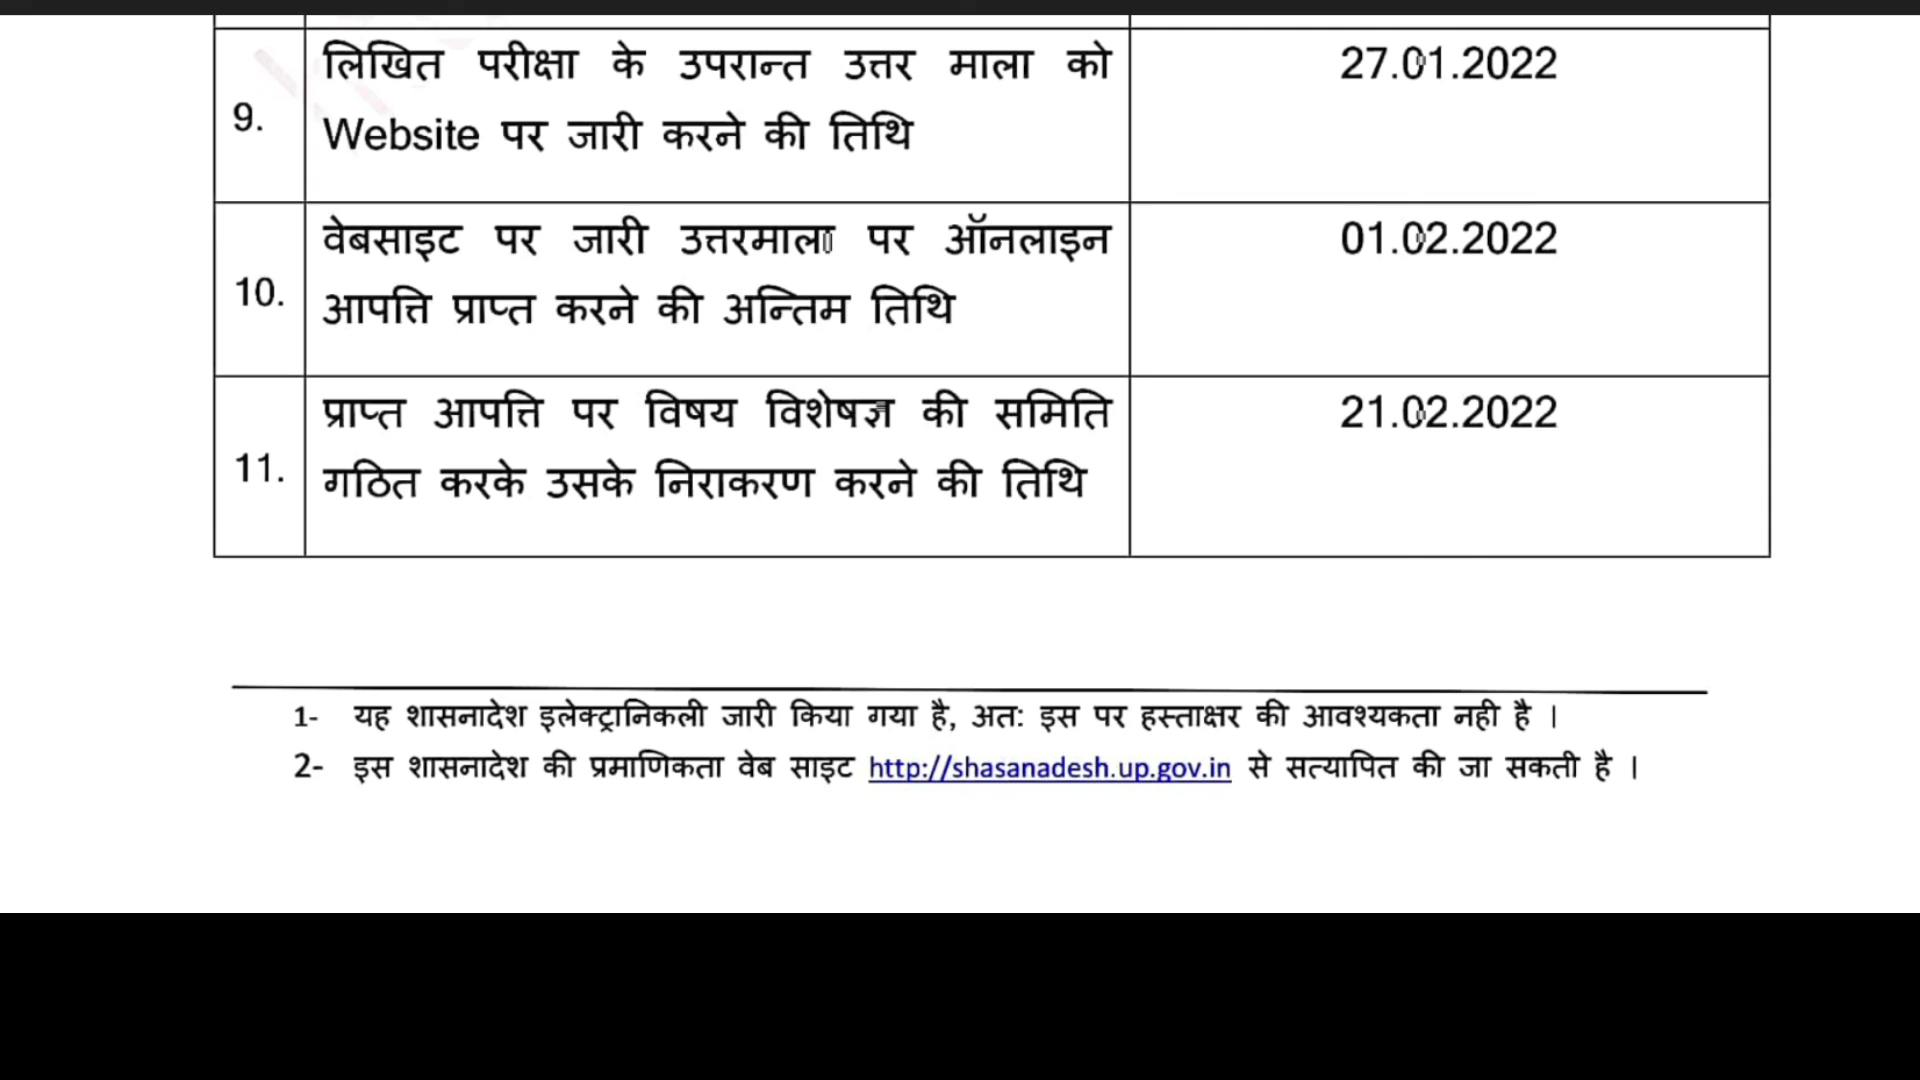 9.
लिखित परीक्षा के उपरान्त उत्तर माला को
Website पर जारी करने की तिथि
27.01.2022
10.
वेबसाइट पर जारी उत्तरमाला पर ऑनलाइन
आपत्ति प्राप्त करने की अन्तिम तिथि
01.02.2022
11.
प्राप्त आपत्ति पर विषय विशेषज्ञ की समिति
गठित करके उसके निराकरण करने की तिथि
21.02.2022
1- यह शासनादेश इलेक्ट्रानिकली जारी किया गया है, अत: इस पर हस्ताक्षर की आवश्यकता नही है ।
2- इस शासनादेश की प्रमाणिकता वेब साइट http://shasanadesh.up.gov.in से सत्यापित की जा सकती है ।